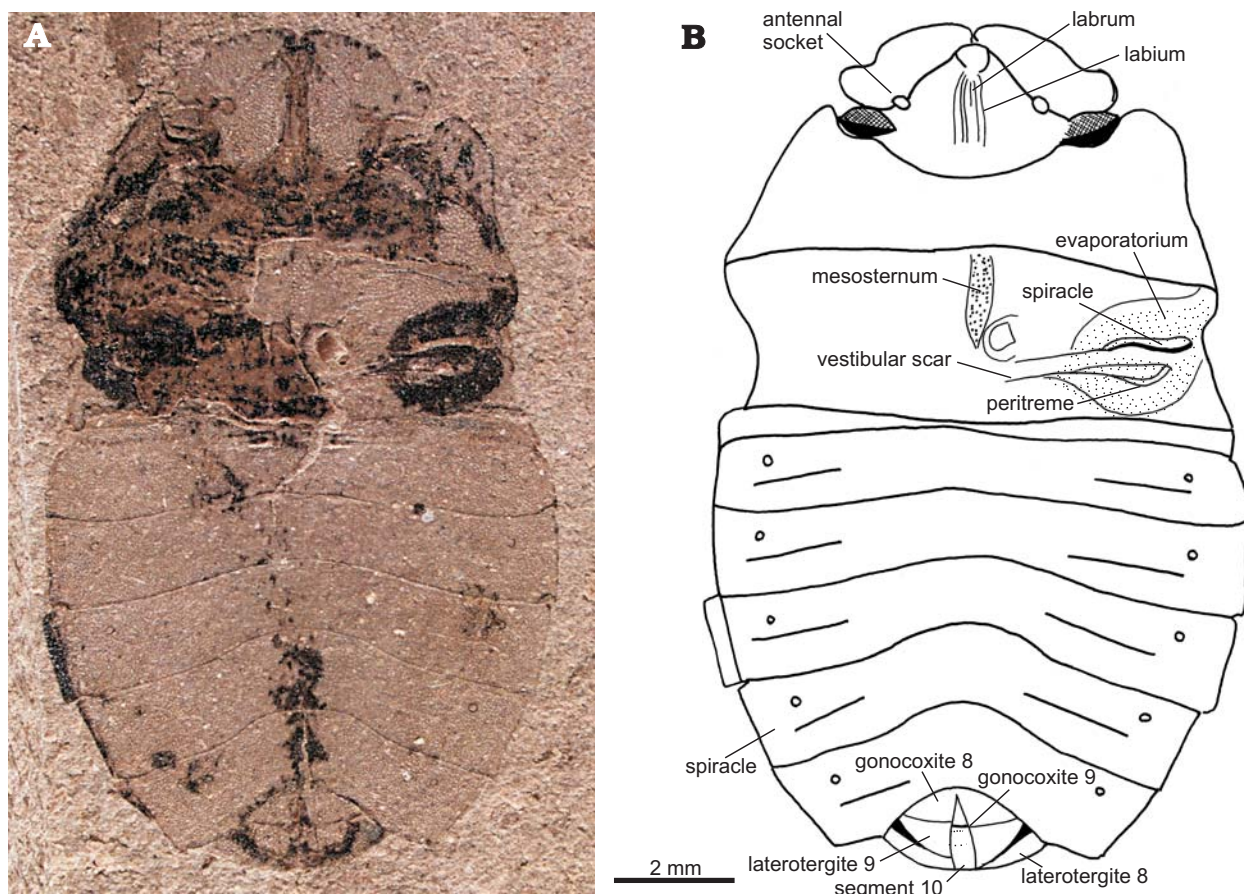 A
B
antennal
socket
labrum
labium
evaporatorium
mesosternum
spiracle
vestibular scar
peritreme
spiracle
gonocoxite 8
gonocoxite 9
laterotergite 9
laterotergite 8
segment 10
2 mm